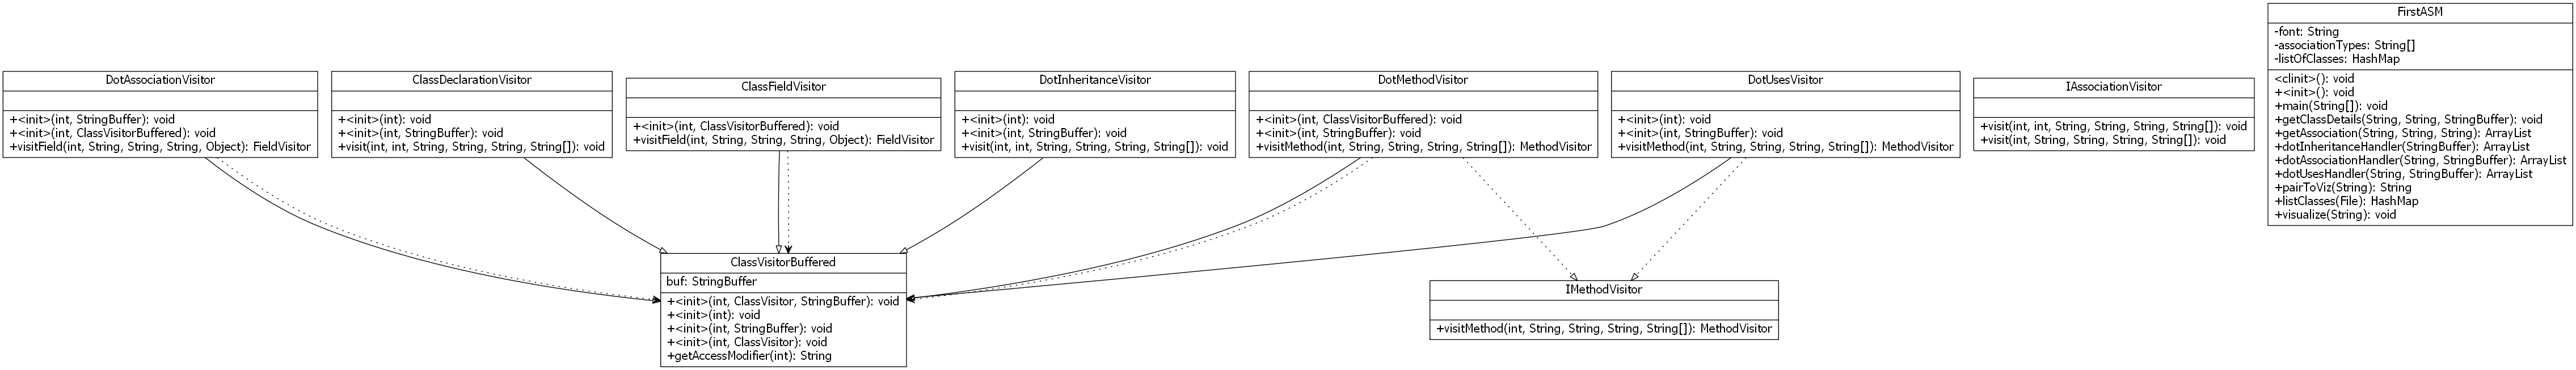 DotAssociationVisitor
+<init>(int, StringBuffer): void
+<init>(int, ClassVisitorBuffered): void
+visitField(int, String, String, String, Object): FieldVisitor
ClassDeclarationVisitor
+<init>(int): void
+<init>(int, StringBuffer): void
+visit(int, int, String, String, String, String[]): void
ClassFieldVisitor
+<init>(int, ClassVisitorBuffered): void
+visitField(int, String, String, String, Object): FieldVisitor
DotInheritanceVisitor
+<init>(int): void
+<init>(int, StringBuffer): void
+visit(int, int, String, String, String, String[]): void
DotMethodVisitor
+<init>(int, ClassVisitorBuffered): void
+<init>(int, StringBuffer): void
+visitMethod(int, String, String, String, String[]): MethodVisitor
DotUsesVisitor
+<init>(int): void
+<init>(int, StringBuffer): void
+visitMethod(int, String, String, String, String[]): MethodVisitor
IAssociationVisitor
+visit(int, int, String, String, String, String[]): void
+visit(int, String, String, String, String[]): void
FirstASM
-font: String
-associationTypes: String[]
-listOfClasses: HashMap
<clinit>(): void
+<init>(): void
+main(String[]): void
+getClassDetails(String, String, StringBuffer): void
+getAssociation(String, String, String): ArrayList
+dotInheritanceHandler(StringBuffer): ArrayList
+dotAssociationHandler(String, StringBuffer): ArrayList
+dotUsesHandler(String, StringBuffer): ArrayList
+pairToViz(String): String
+listClasses(File): HashMap
+visualize(String): void
ClassVisitorBuffered
buf: StringBuffer
+<init>(int, ClassVisitor, StringBuffer): void
+<init>(int): void
+<init>(int, StringBuffer): void
+<init>(int, ClassVisitor): void
+getAccessModifier(int): String
IMethodVisitor
+visitMethod(int, String, String, String, String[]): MethodVisitor